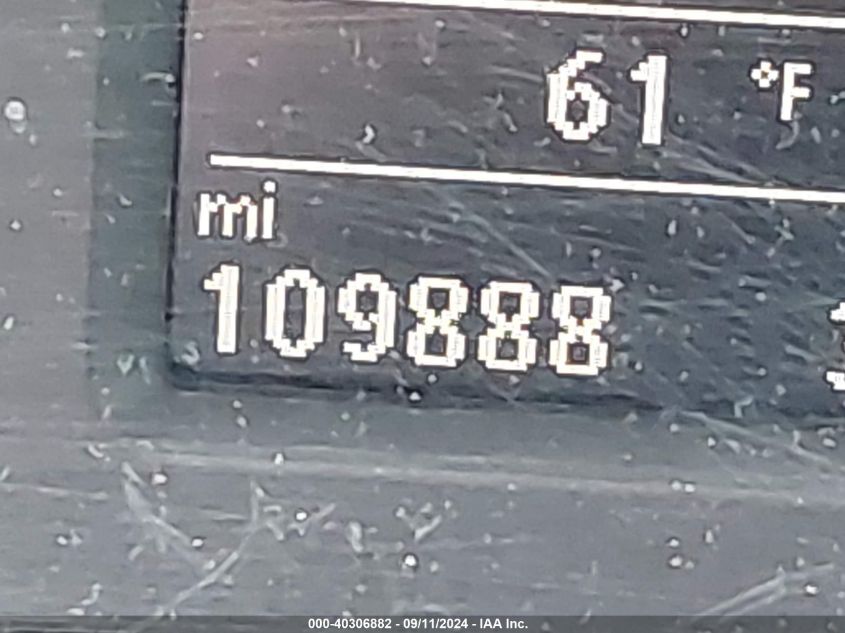 61 °F
mi
109888
000-40306882 - 09/11/2024 - IAA Inc.